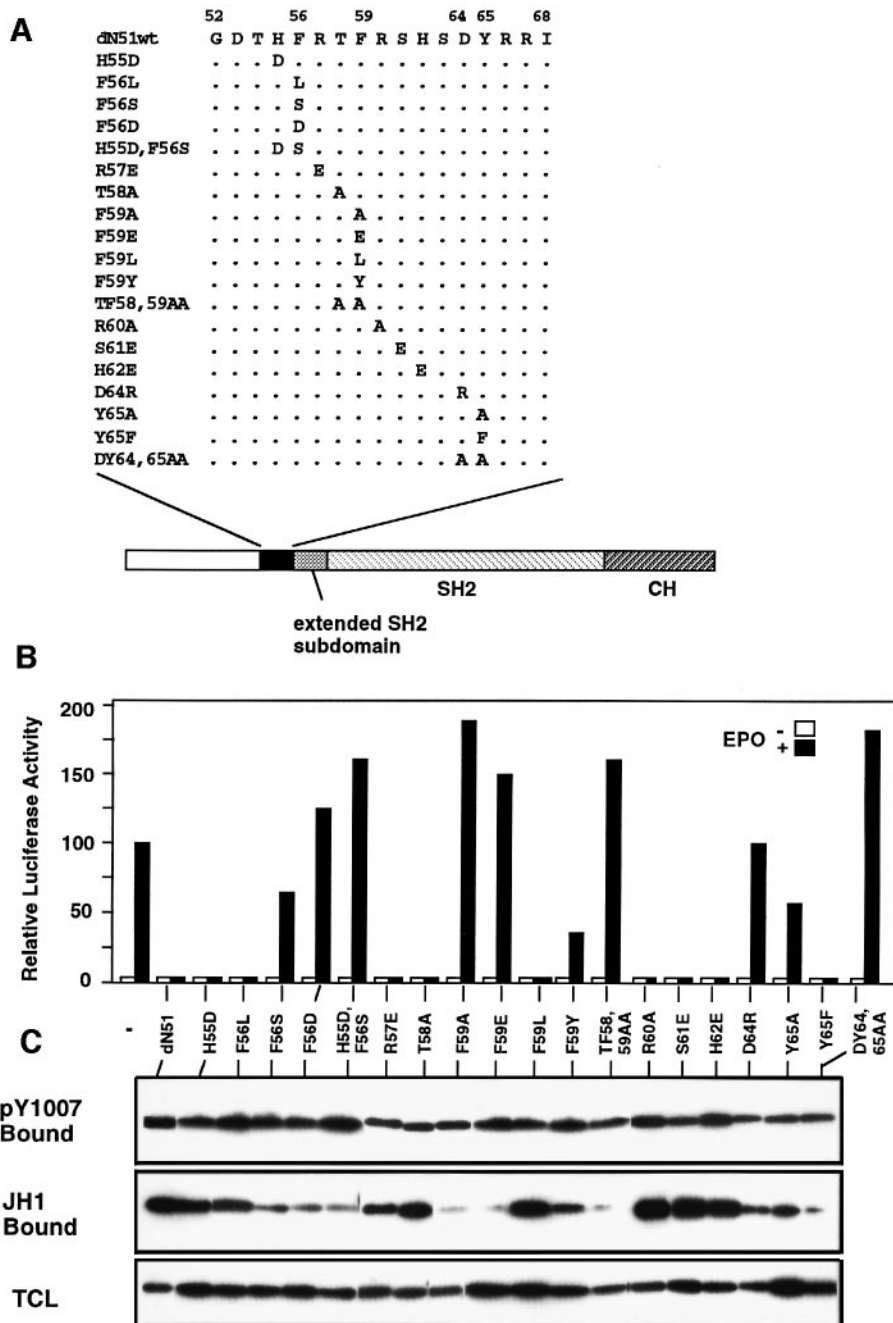 A
52 56 59 64 65 68
dN51wt G D T H F R T F R S H S D Y R R I
H55D . . . D . . . . . . . . . . . . .
F56L . . . . L . . . . . . . . . . . .
F56S . . . . S . . . . . . . . . . . .
F56D . . . . D . . . . . . . . . . . .
H55D,F56S . . . D S . . . . . . . . . . . .
R57E . . . . . E . . . . . . . . . . .
T58A . . . . . . A . . . . . . . . . .
F59A . . . . . . . A . . . . . . . . .
F59E . . . . . . . E . . . . . . . . .
F59L . . . . . . . L . . . . . . . . .
F59Y . . . . . . . Y . . . . . . . . .
TF58,59AA . . . . . . A A . . . . . . . . .
R60A . . . . . . . . A . . . . . . . .
S61E . . . . . . . . . E . . . . . . .
H62E . . . . . . . . . . E . . . . . .
D64R . . . . . . . . . . . . R . . . .
Y65A . . . . . . . . . . . . . A . . .
Y65F . . . . . . . . . . . . . F . . .
DY64,65AA . . . . . . . . . . . . A A . . .
SH2 CH
extended SH2
subdomain
B
Relative Luciferase Activity
200
150
100
50
0
EPO -
+
- dN51 H55D F56L F56S F56D H55D, F56S R57E T58A F59A F59E F59L F59Y TF58, 59AA R60A S61E H62E D64R Y65A Y65F DY64, 65AA
C
pY1007
Bound
JH1
Bound
TCL